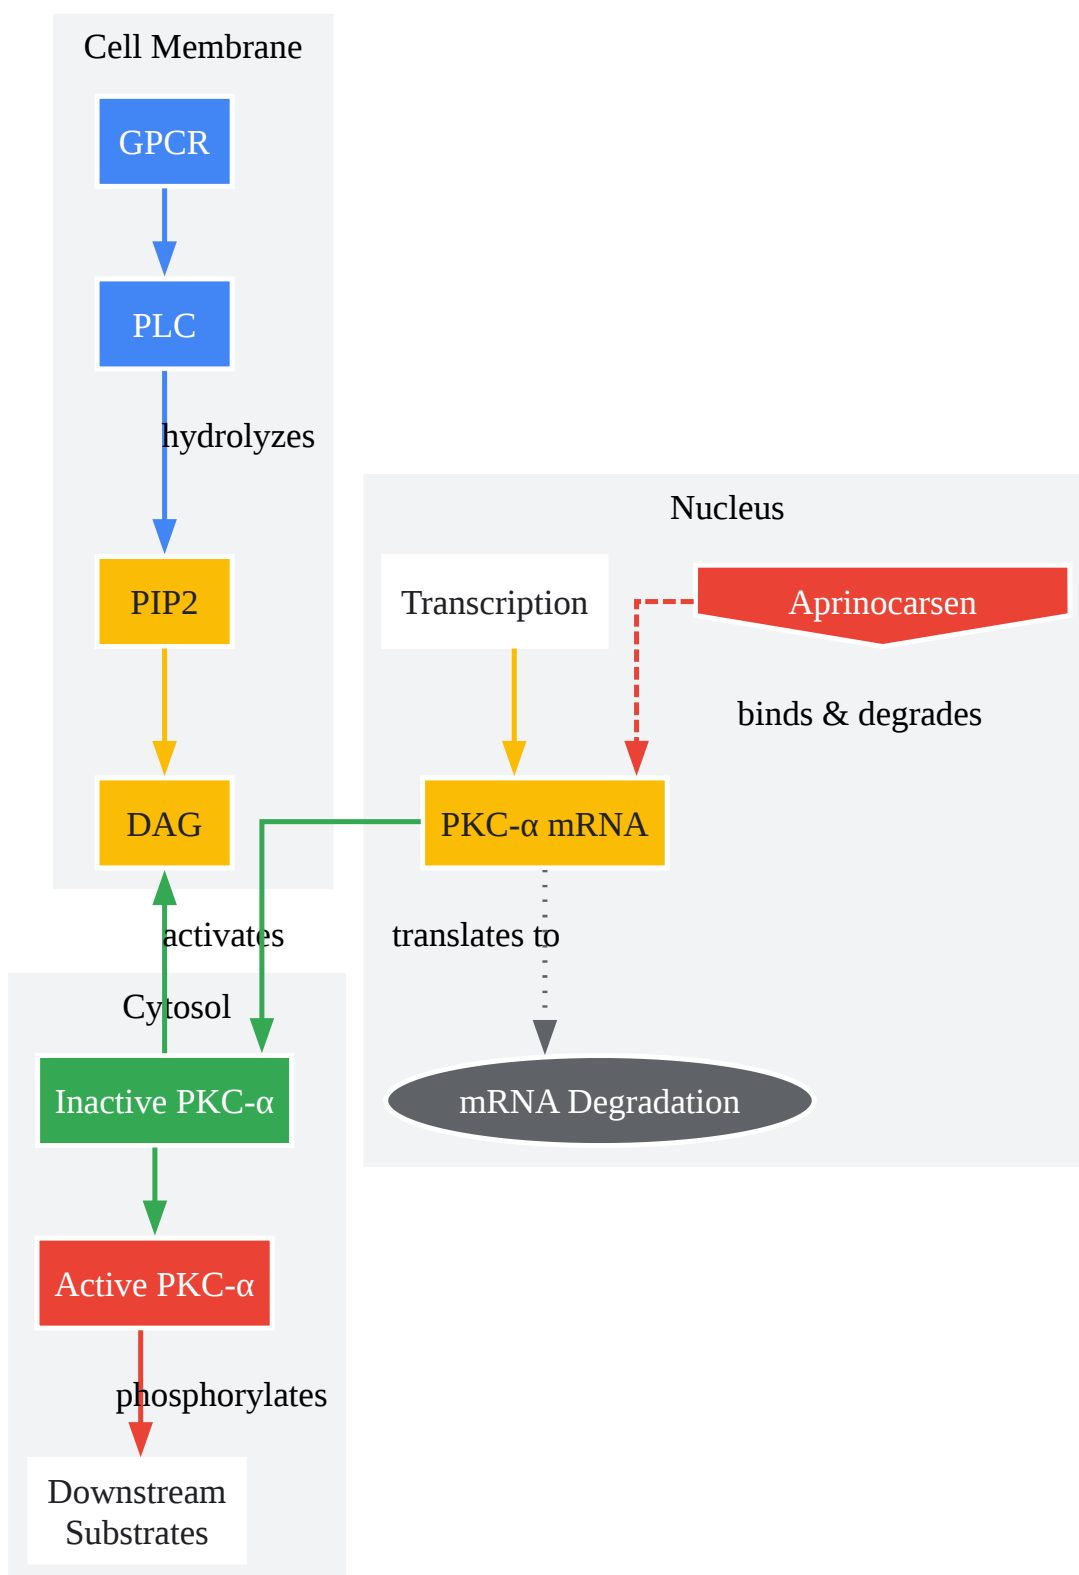 Cell Membrane
GPCR
PLC
hydrolyzes
PIP2
DAG
activates
Nucleus
Transcription
Aprinocarsen
binds & degrades
PKC-α mRNA
translates to
mRNA Degradation
Cytosol
Inactive PKC-α
Active PKC-α
phosphorylates
Downstream
Substrates